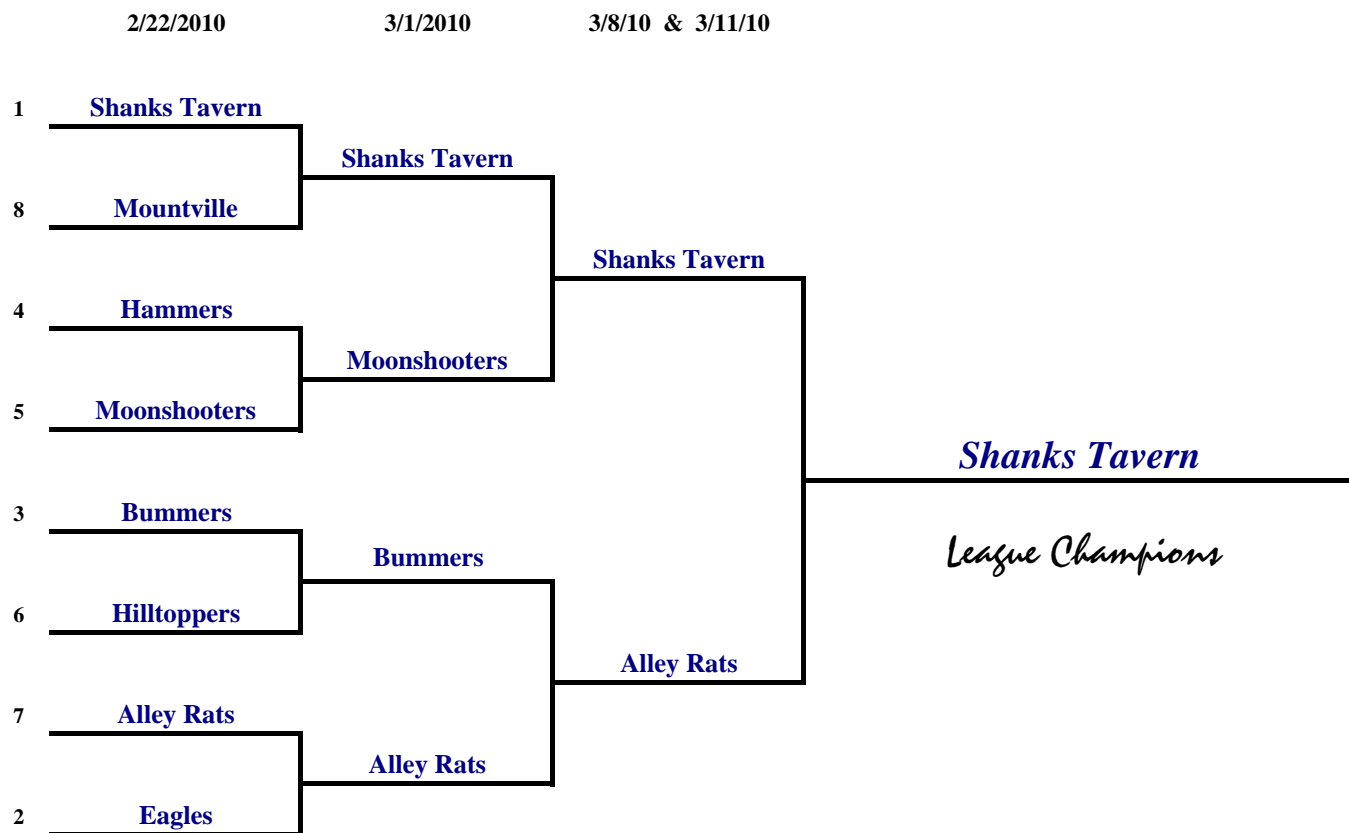 2/22/2010 3/1/2010 3/8/10 & 3/11/10
1 Shanks Tavern
Shanks Tavern
8 Mountville
Shanks Tavern
4 Hammers
Moonshooters
5 Moonshooters
Shanks Tavern
3 Bummers
League Champions
Bummers
6 Hilltoppers
Alley Rats
7 Alley Rats
Alley Rats
2 Eagles